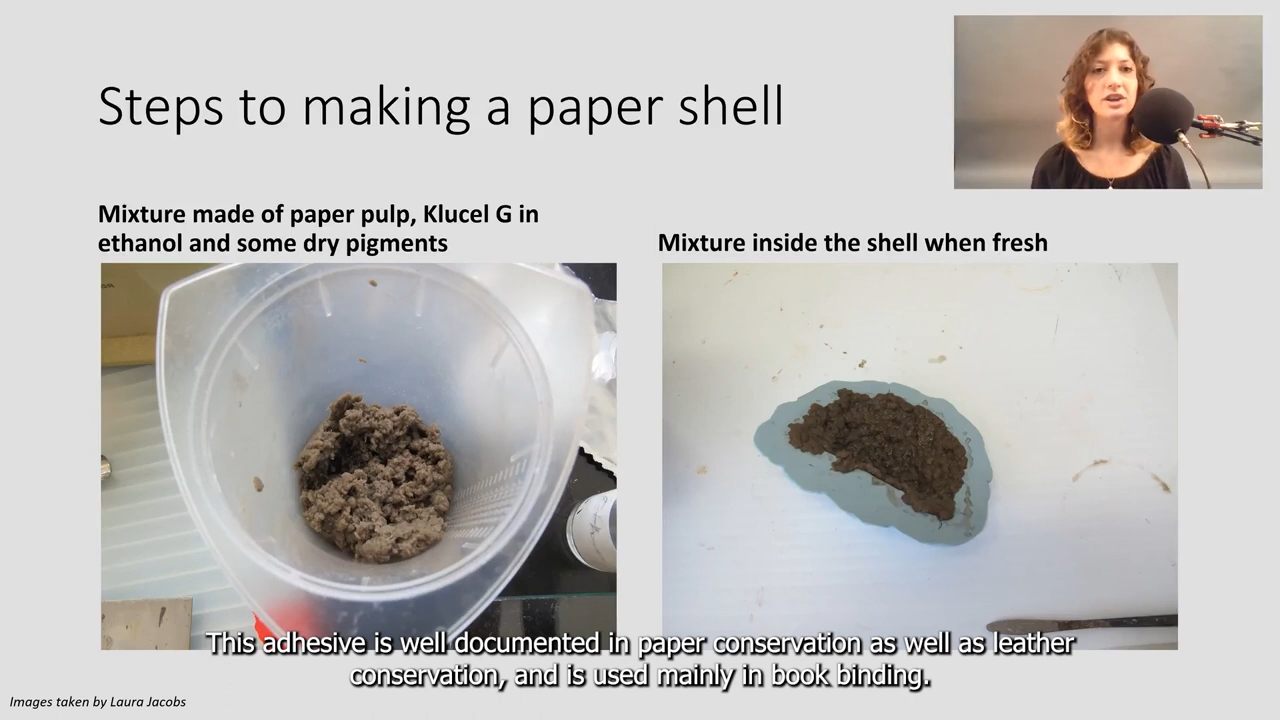 Steps to making a paper shell
Mixture made of paper pulp, Klucel G in
ethanol and some dry pigments
Mixture inside the shell when fresh
This adhesive is well documented in paper conservation as well as leather
conservation, and is used mainly in book binding.
Images taken by Laura Jacobs